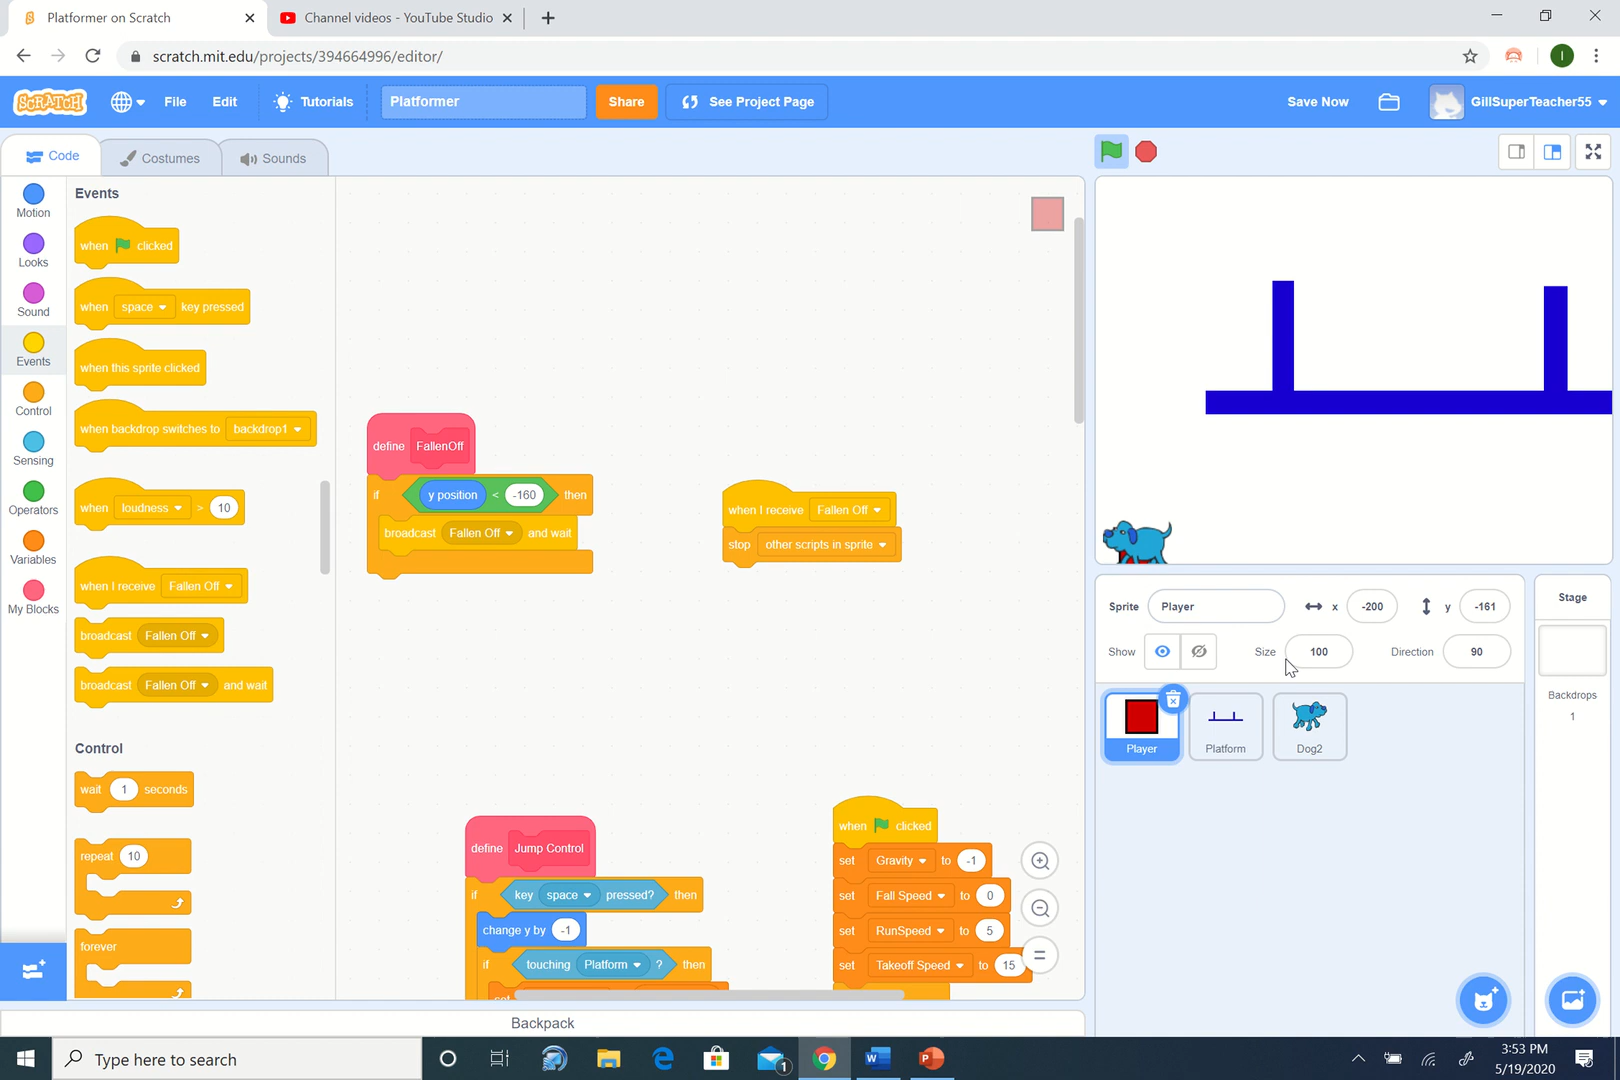 Platformer on Scratch
Channel videos - YouTube Studio
scratch.mit.edu/projects/394664996/editor/
I
SCRATCH
File
Edit
Tutorials
Platformer
Share
See Project Page
Save Now
GillSuperTeacher55
Code
Costumes
Sounds
Motion
Looks
Sound
Events
Control
Sensing
Operators
Variables
My Blocks
Events
when clicked
when space key pressed
when this sprite clicked
when backdrop switches to backdrop1
when loudness > 10
when I receive Fallen Off
broadcast Fallen Off
broadcast Fallen Off and wait
Control
wait 1 seconds
repeat 10
forever
define FallenOff
if y position < -160 then
broadcast Fallen Off and wait
when I receive Fallen Off
stop other scripts in sprite
define Jump Control
if key space pressed? then
change y by -1
if touching Platform ? then
set
when clicked
set Gravity to -1
set Fall Speed to 0
set RunSpeed to 5
set Takeoff Speed to 15
Backpack
Sprite Player x -200 y -161
Show Size 100 Direction 90
Player
Platform
Dog2
Stage
Backdrops
1
Type here to search
1
3:53 PM
5/19/2020